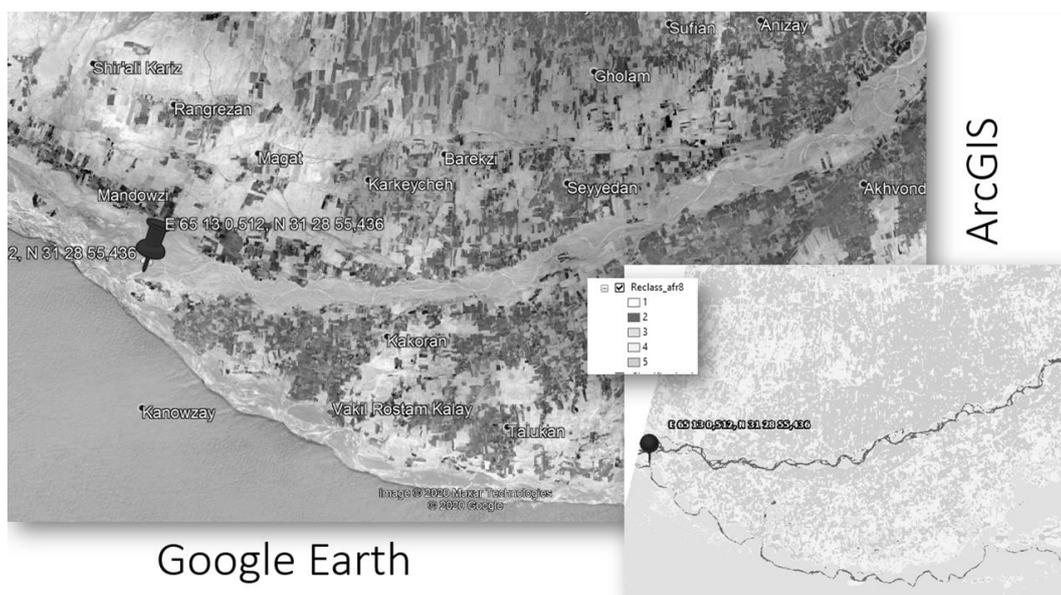 Sufian
Anizay
Shir'ali Kariz
Gholam
Rangrezan
Magat
Barekzi
Karkeycheh
Seyyedan
Akhvond
Mandowzi
E 65 13 0,512, N 31 28 55,436
2, N 31 28 55,436
Kakoran
Kanowzay
Vakil Rostam Kalay
Talukan
Image © 2020 Maxar Technologies
© 2020 Google
Google Earth
ArcGIS
Reclass_afr8
1
2
3
4
5
E 65 13 0,512, N 31 28 55,436